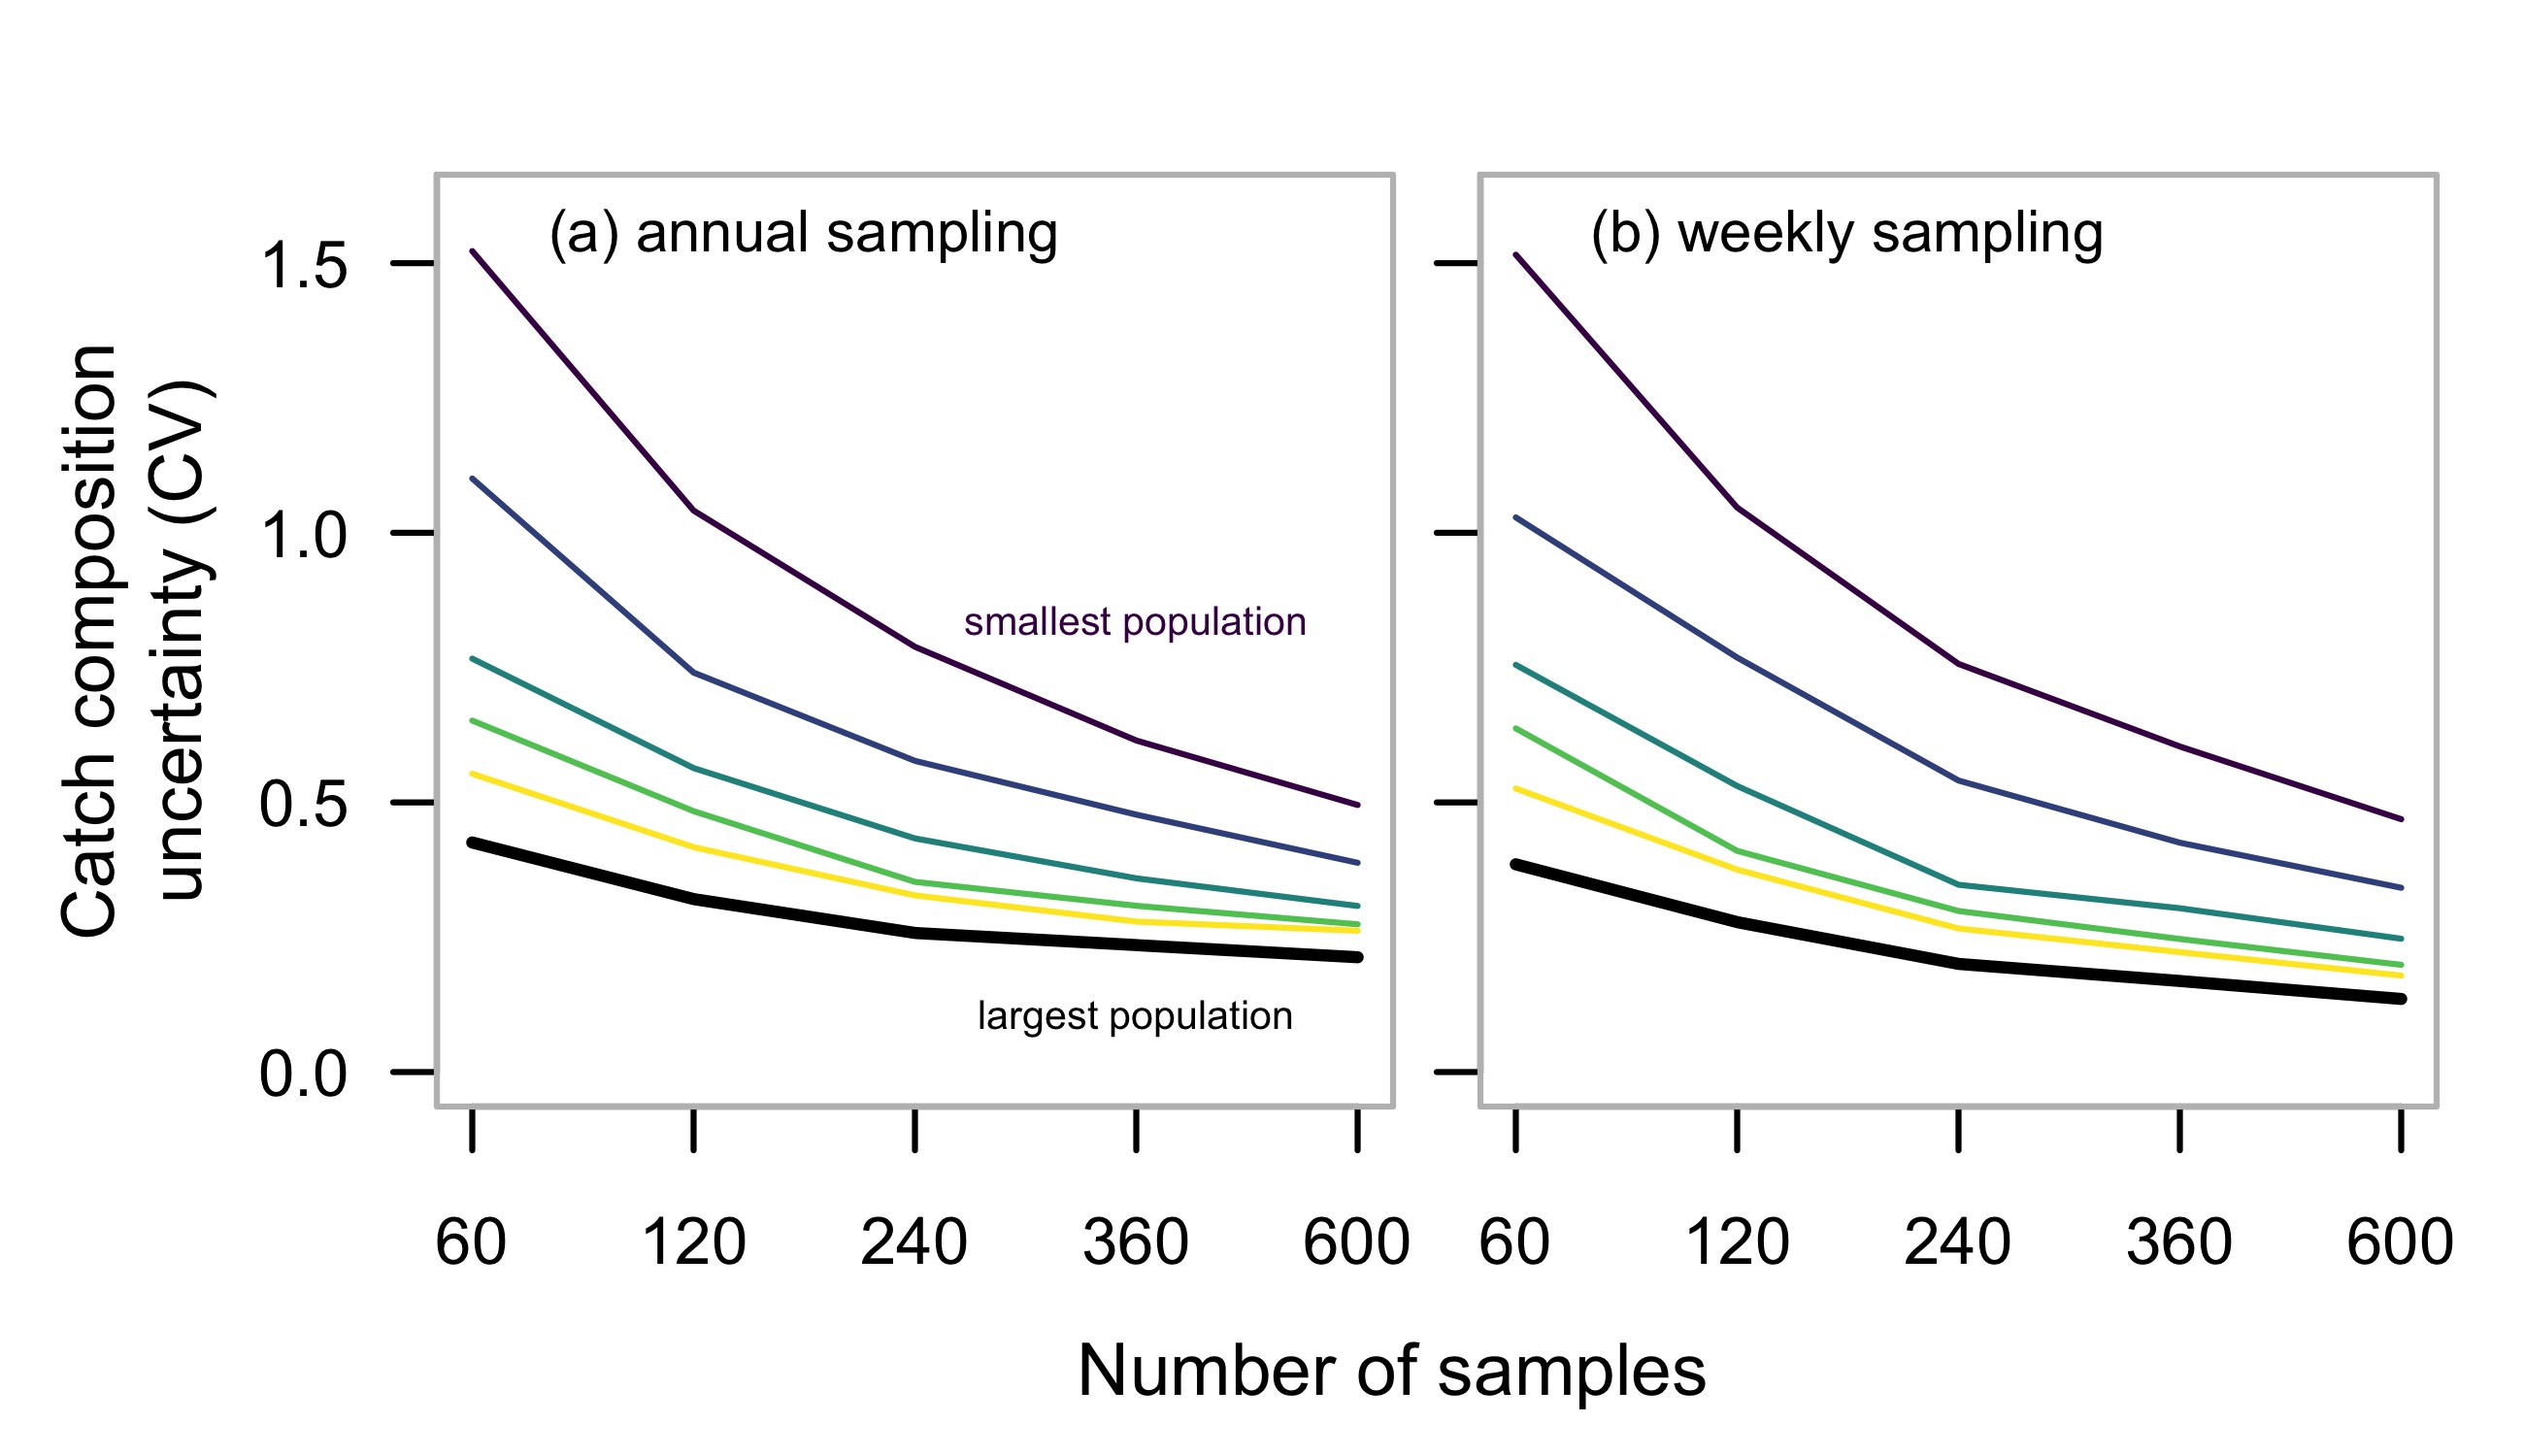 (a) annual sampling
(b) weekly sampling
Catch composition
uncertainty (CV)
1.5
1.0
0.5
0.0
smallest population
largest population
60 120 240 360 600
60 120 240 360 600
Number of samples